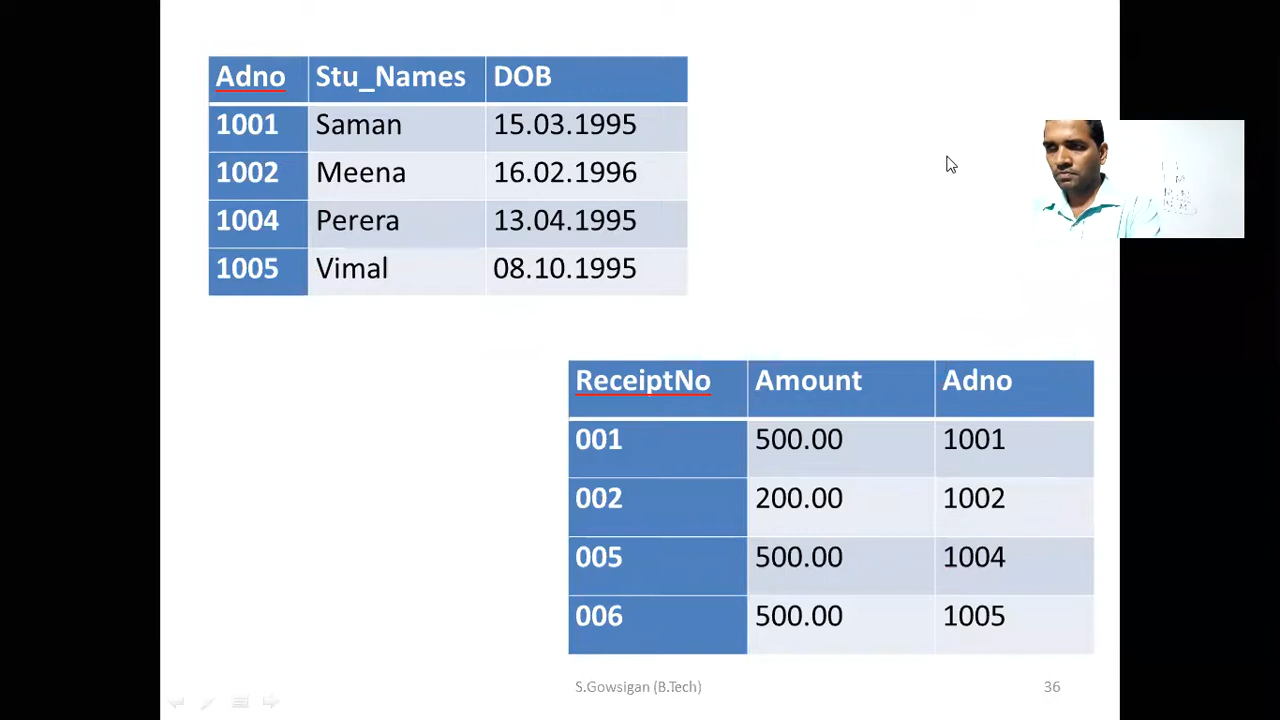 Adno Stu_Names DOB
1001 Saman 15.03.1995
1002 Meena 16.02.1996
1004 Perera 13.04.1995
1005 Vimal 08.10.1995
ReceiptNo Amount Adno
001 500.00 1001
002 200.00 1002
005 500.00 1004
006 500.00 1005
S.Gowsigan (B.Tech) 36